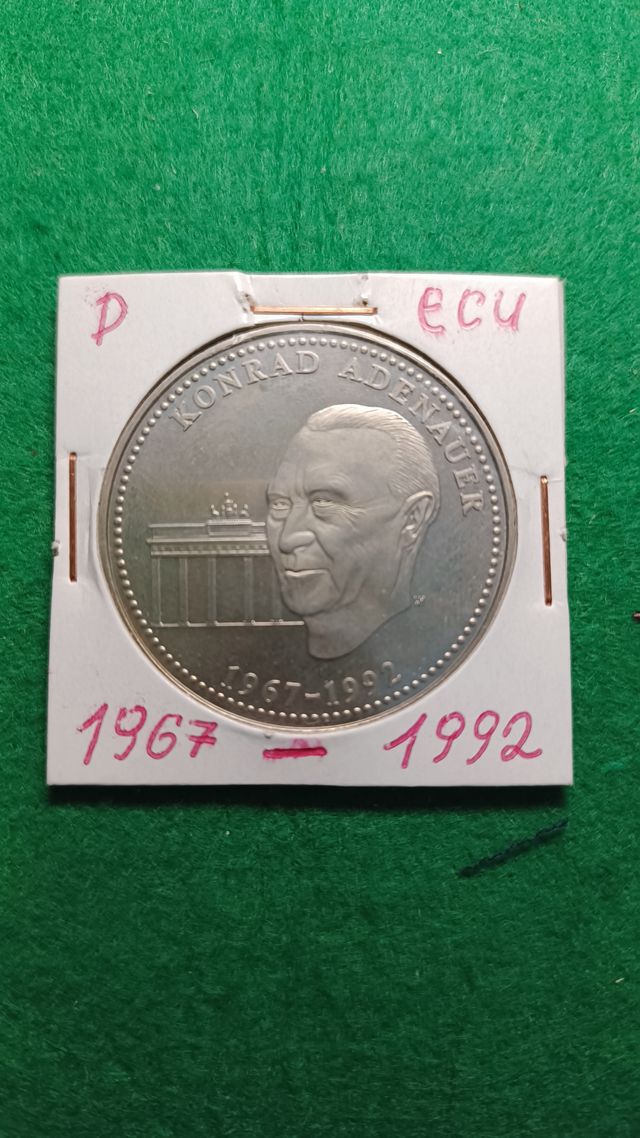 D ECU
KONRAD ADENAUER
1967-1992
1967 - 1992